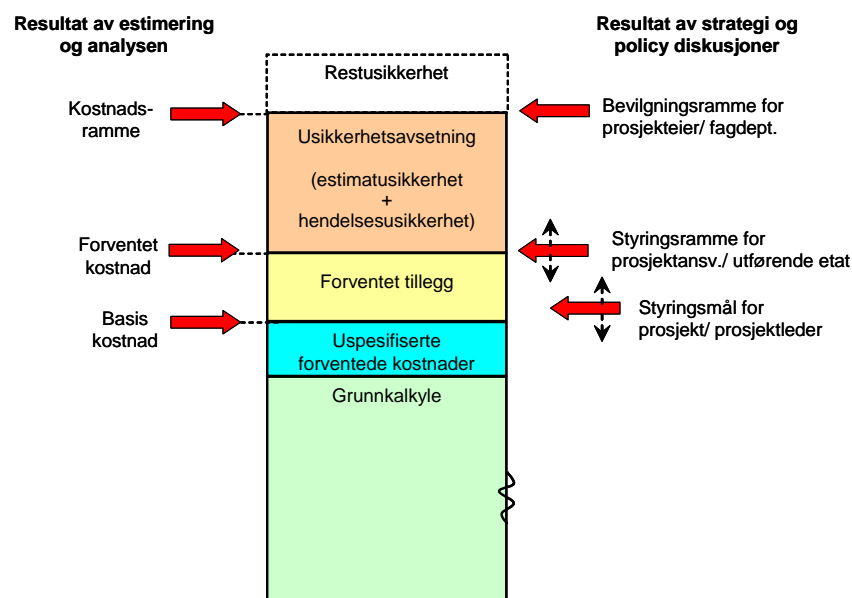 Resultat av estimering
og analysen
Resultat av strategi og
policy diskusjoner
Restusikkerhet
Kostnads-
ramme
Bevilgningsramme for
prosjekteier/ fagdept.
Usikkerhetsavsetning
(estimatusikkerhet
+
hendelsesusikkerhet)
Forventet
kostnad
Styringsramme for
prosjektansv./ utførende etat
Forventet tillegg
Styringsmål for
prosjekt/ prosjektleder
Basis
kostnad
Uspesifiserte
forventede kostnader
Grunnkalkyle